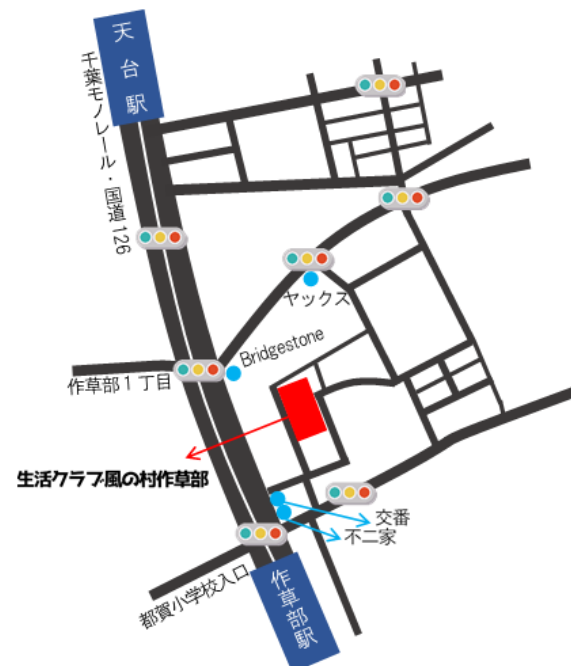 天台駅
千葉モノレール・国道126
ヤックス
Bridgestone
作草部1丁目
生活クラブ風の村作草部
交番
不二家
都賀小学校入口
作草部駅